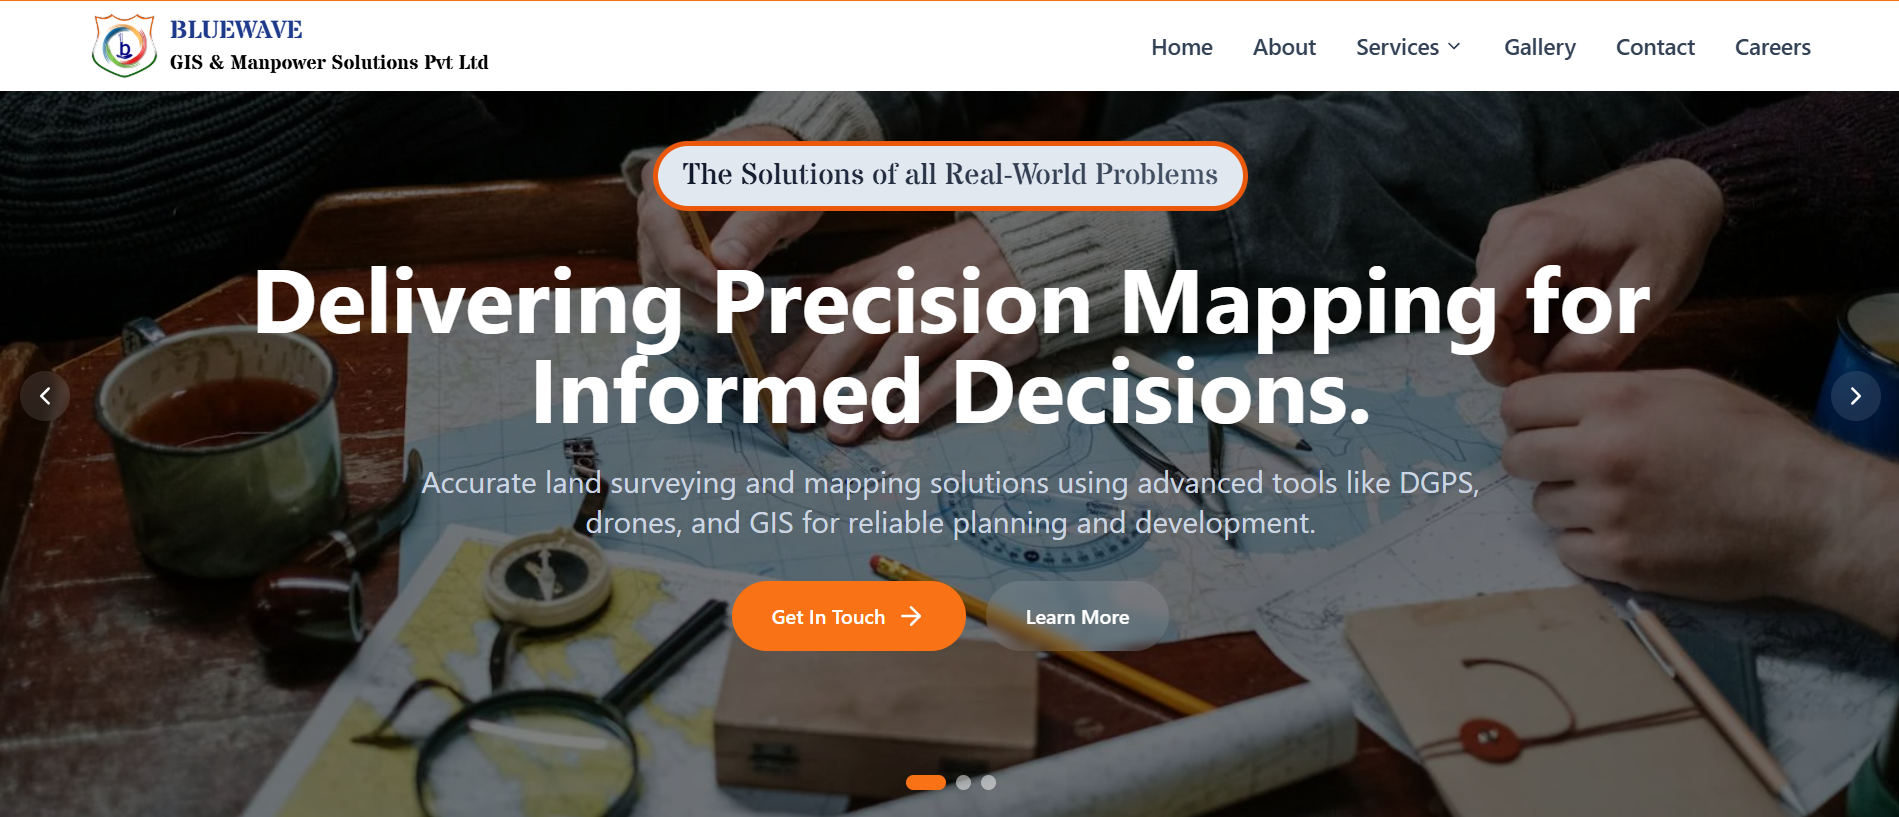 BLUEWAVE
GIS & Manpower Solutions Pvt Ltd
Home About Services Gallery Contact Careers
The Solutions of all Real-World Problems
Delivering Precision Mapping for
Informed Decisions.
Accurate land surveying and mapping solutions using advanced tools like DGPS,
drones, and GIS for reliable planning and development.
Get In Touch
Learn More